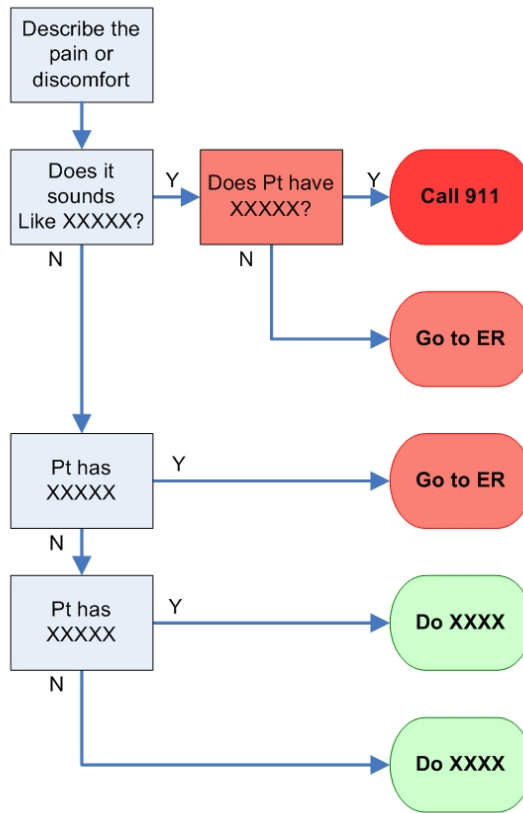 Describe the
pain or
discomfort
Does it
sounds
Like XXXXX?
Y
Does Pt have
XXXXX?
Y
Call 911
N
N
Go to ER
Pt has
XXXXX
Y
Go to ER
N
Pt has
XXXXX
Y
Do XXXX
N
Do XXXX